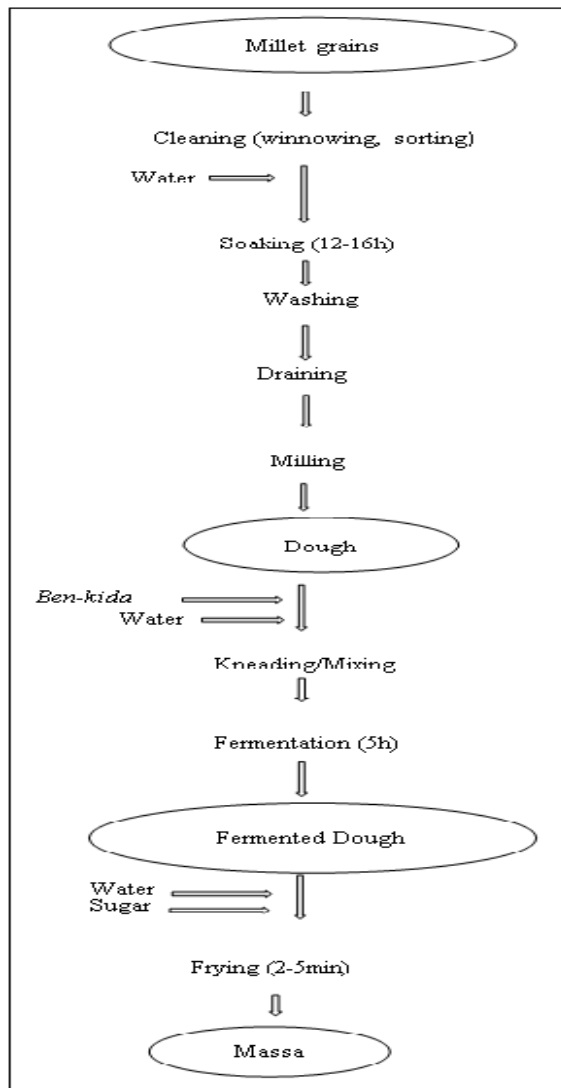 Millet grains
Cleaning (winnowing, sorting)
Water
Soaking (12-16h)
Washing
Draining
Milling
Dough
Ben-kida
Water
Kneading/Mixing
Fermentation (5h)
Fermented Dough
Water
Sugar
Frying (2-5min)
Massa